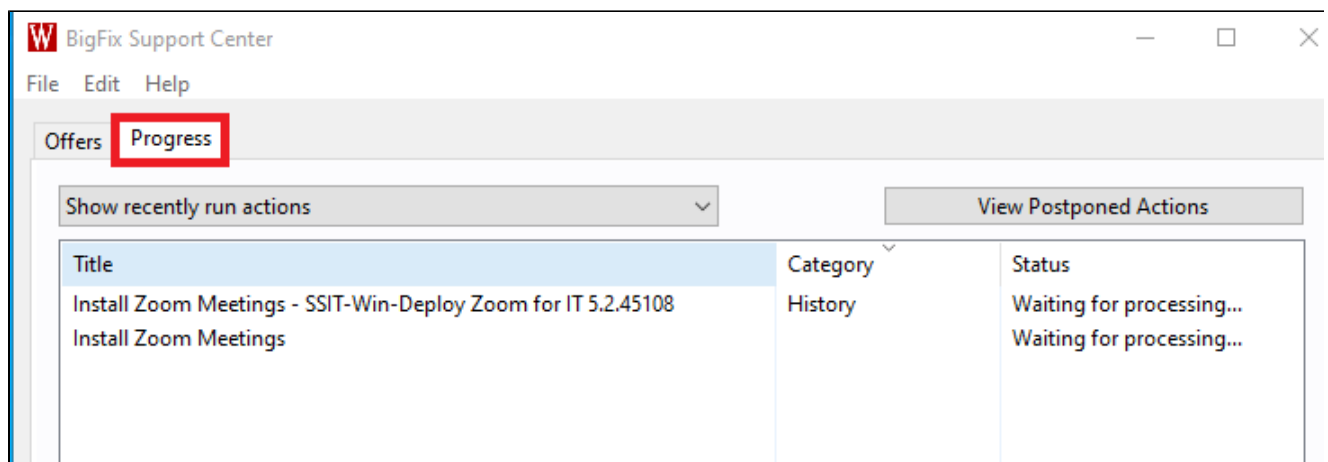 W BigFix Support Center
File Edit Help
Offers Progress
Show recently run actions View Postponed Actions
Title Category Status
Install Zoom Meetings - SSIT-Win-Deploy Zoom for IT 5.2.45108 History Waiting for processing...
Install Zoom Meetings Waiting for processing...